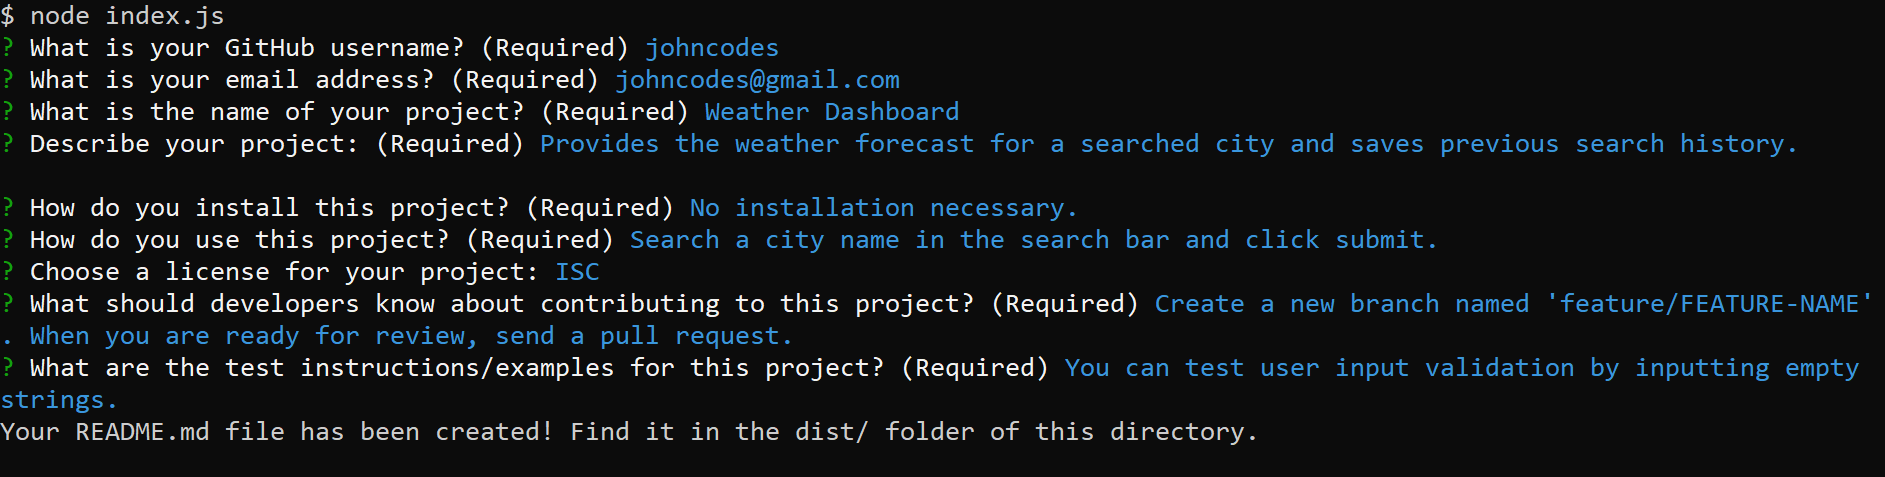 $ node index.js
? What is your GitHub username? (Required) johncodes
? What is your email address? (Required) johncodes@gmail.com
? What is the name of your project? (Required) Weather Dashboard
? Describe your project: (Required) Provides the weather forecast for a searched city and saves previous search history.
? How do you install this project? (Required) No installation necessary.
? How do you use this project? (Required) Search a city name in the search bar and click submit.
? Choose a license for your project: ISC
? What should developers know about contributing to this project? (Required) Create a new branch named 'feature/FEATURE-NAME'
. When you are ready for review, send a pull request.
? What are the test instructions/examples for this project? (Required) You can test user input validation by inputting empty
strings.
Your README.md file has been created! Find it in the dist/ folder of this directory.